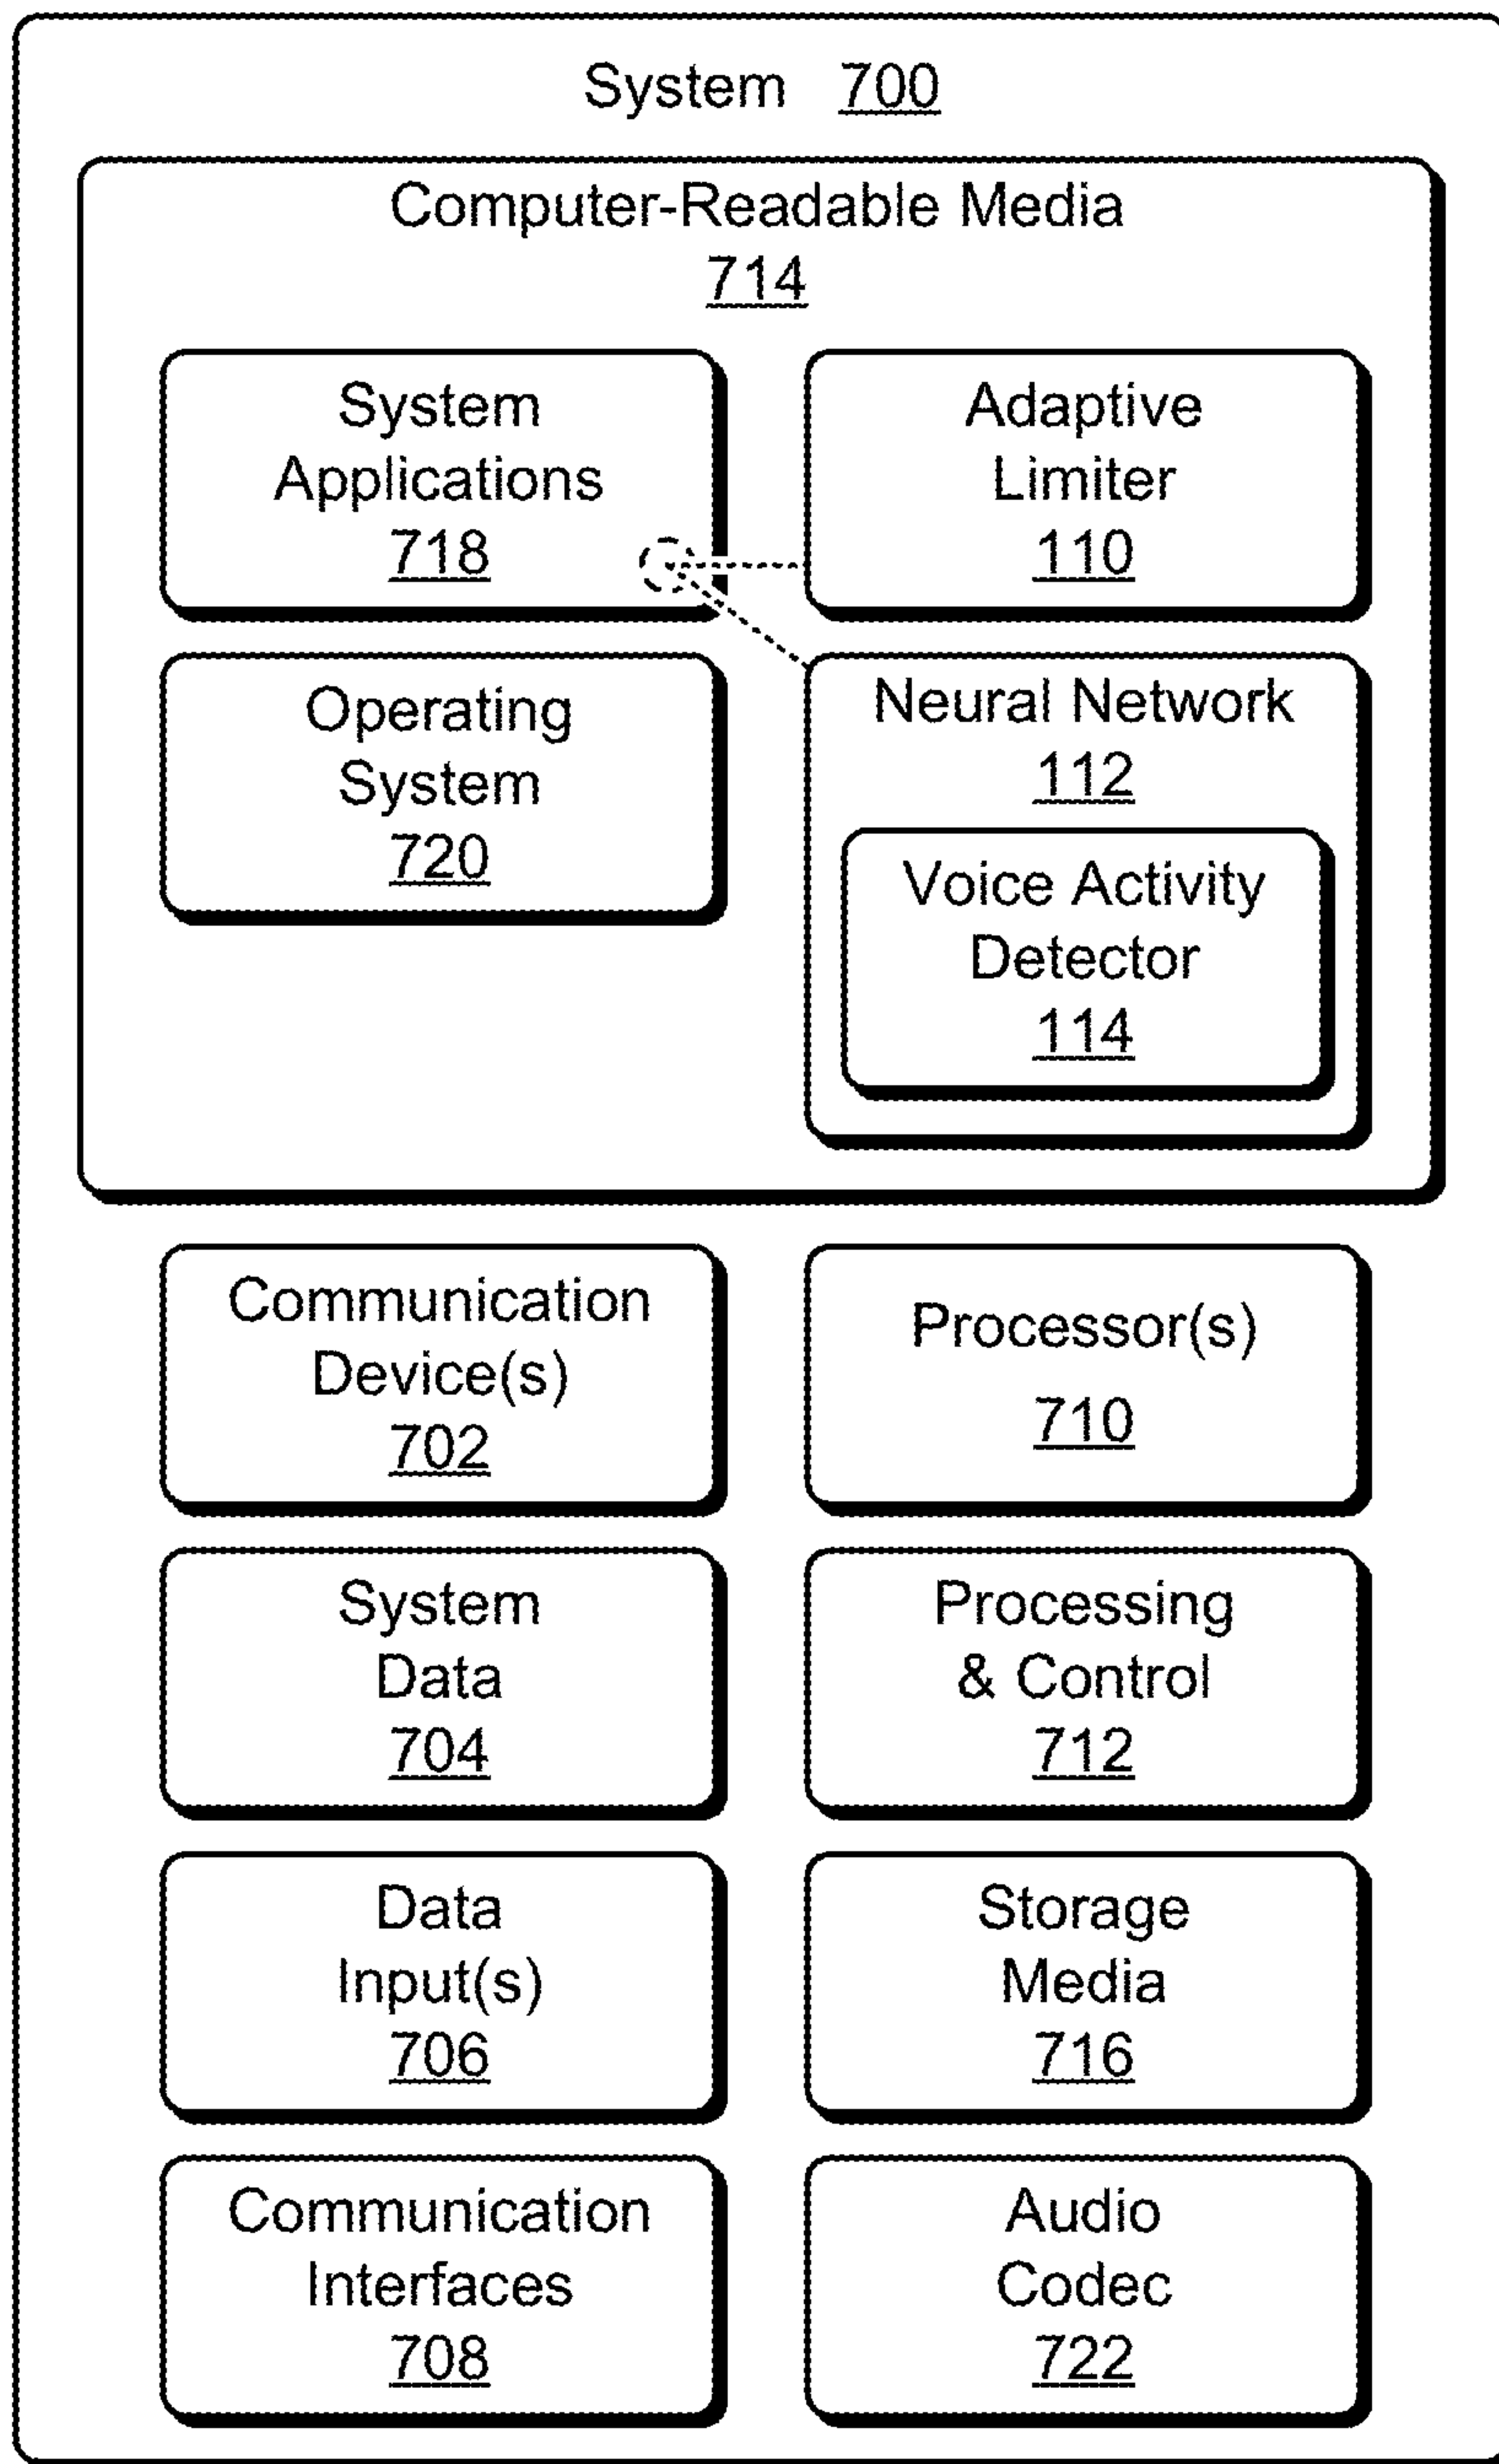 System 700
Computer-Readable Media
714
System
Applications
718
Adaptive
Limiter
110
Operating
System
720
Neural Network
112
Voice Activity
Detector
114
Communication
Device(s)
702
Processor(s)
710
System
Data
704
Processing
& Control
712
Data
Input(s)
706
Storage
Media
716
Communication
Interfaces
708
Audio
Codec
722